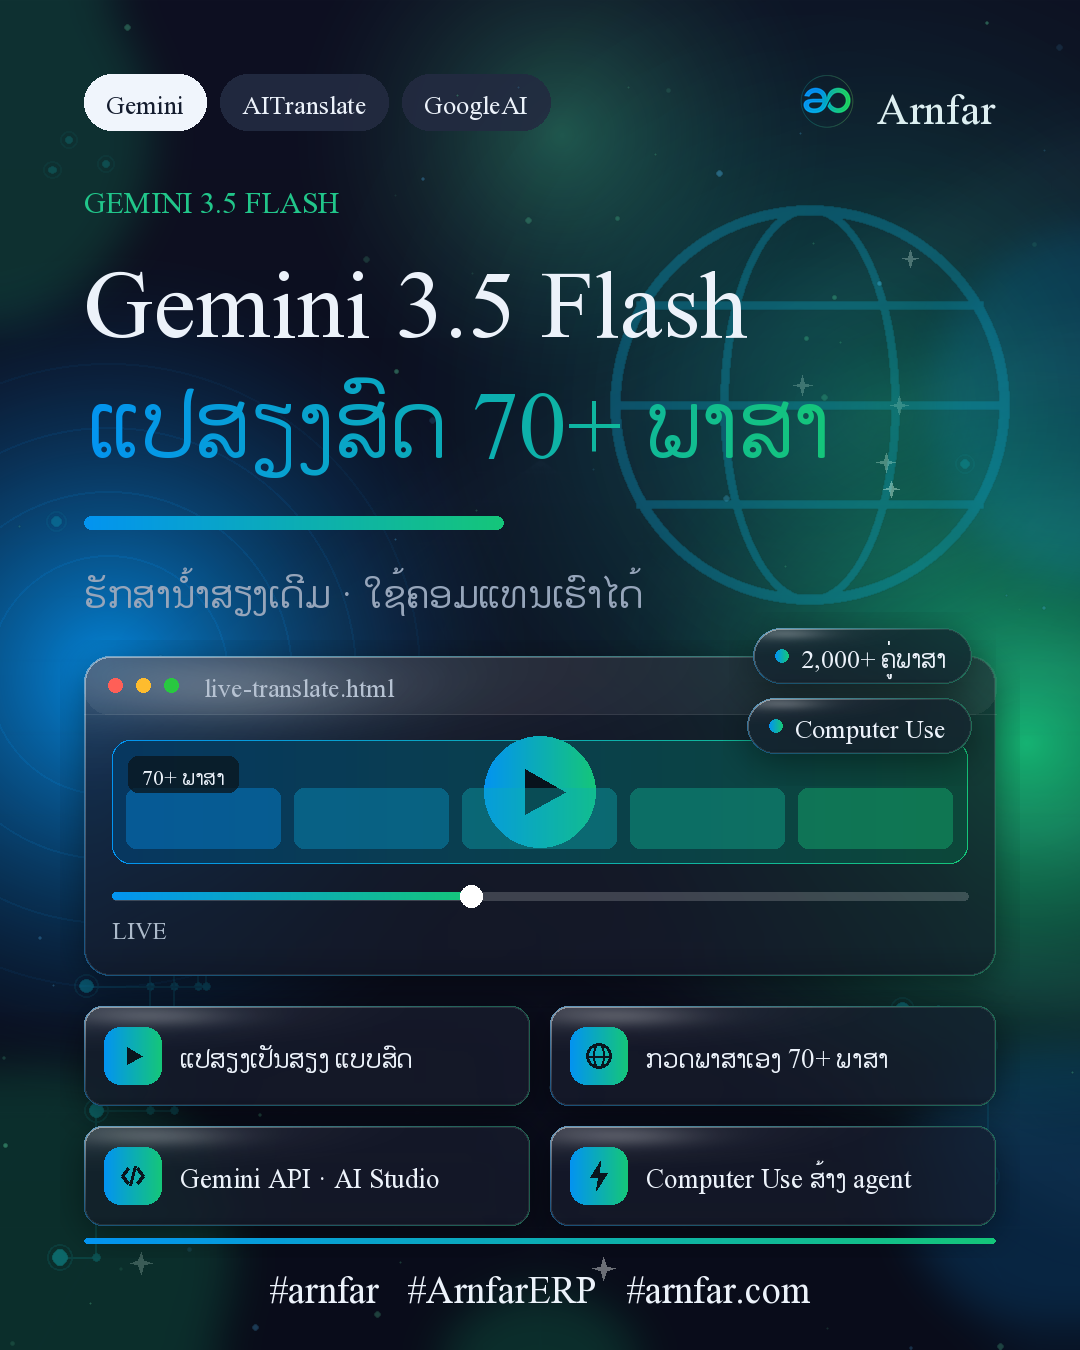 Gemini AITranslate GoogleAI
Arnfar
GEMINI 3.5 FLASH
Gemini 3.5 Flash
ແປສຽງສົດ 70+ ພາສາ
ຮັກສານ້ຳສຽງເດີມ · ໃຊ້ຄອມແທນເຮົາໄດ້
2,000+ ຄູ່ພາສາ
live-translate.html
Computer Use
70+ ພາສາ
LIVE
ແປສຽງເປັນສຽງ ແບບສົດ
ກວດພາສາເອງ 70+ ພາສາ
Gemini API · AI Studio
Computer Use ສ້າງ agent
#arnfar #ArnfarERP #arnfar.com